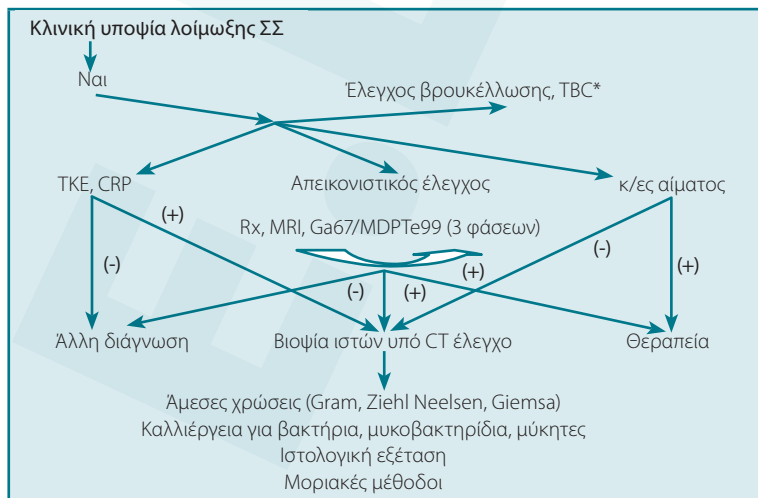 Κλινική υποψία λοίμωξης ΣΣ
Ναι
Έλεγχος βρουκέλλωσης, TBC*
ΤΚΕ, CRP
Απεικονιστικός έλεγχος
κ/ες αίματος
(+)
Rx, MRI, Ga67/MDPTe99 (3 φάσεων)
(-)
(-)
(+)
(+)
(-)
(+)
Άλλη διάγνωση
Βιοψία ιστών υπό CT έλεγχο
Θεραπεία
Άμεσες χρώσεις (Gram, Ziehl Neelsen, Giemsa)
Καλλιέργεια για βακτήρια, μυκοβακτηρίδια, μύκητες
Ιστολογική εξέταση
Μοριακές μέθοδοι